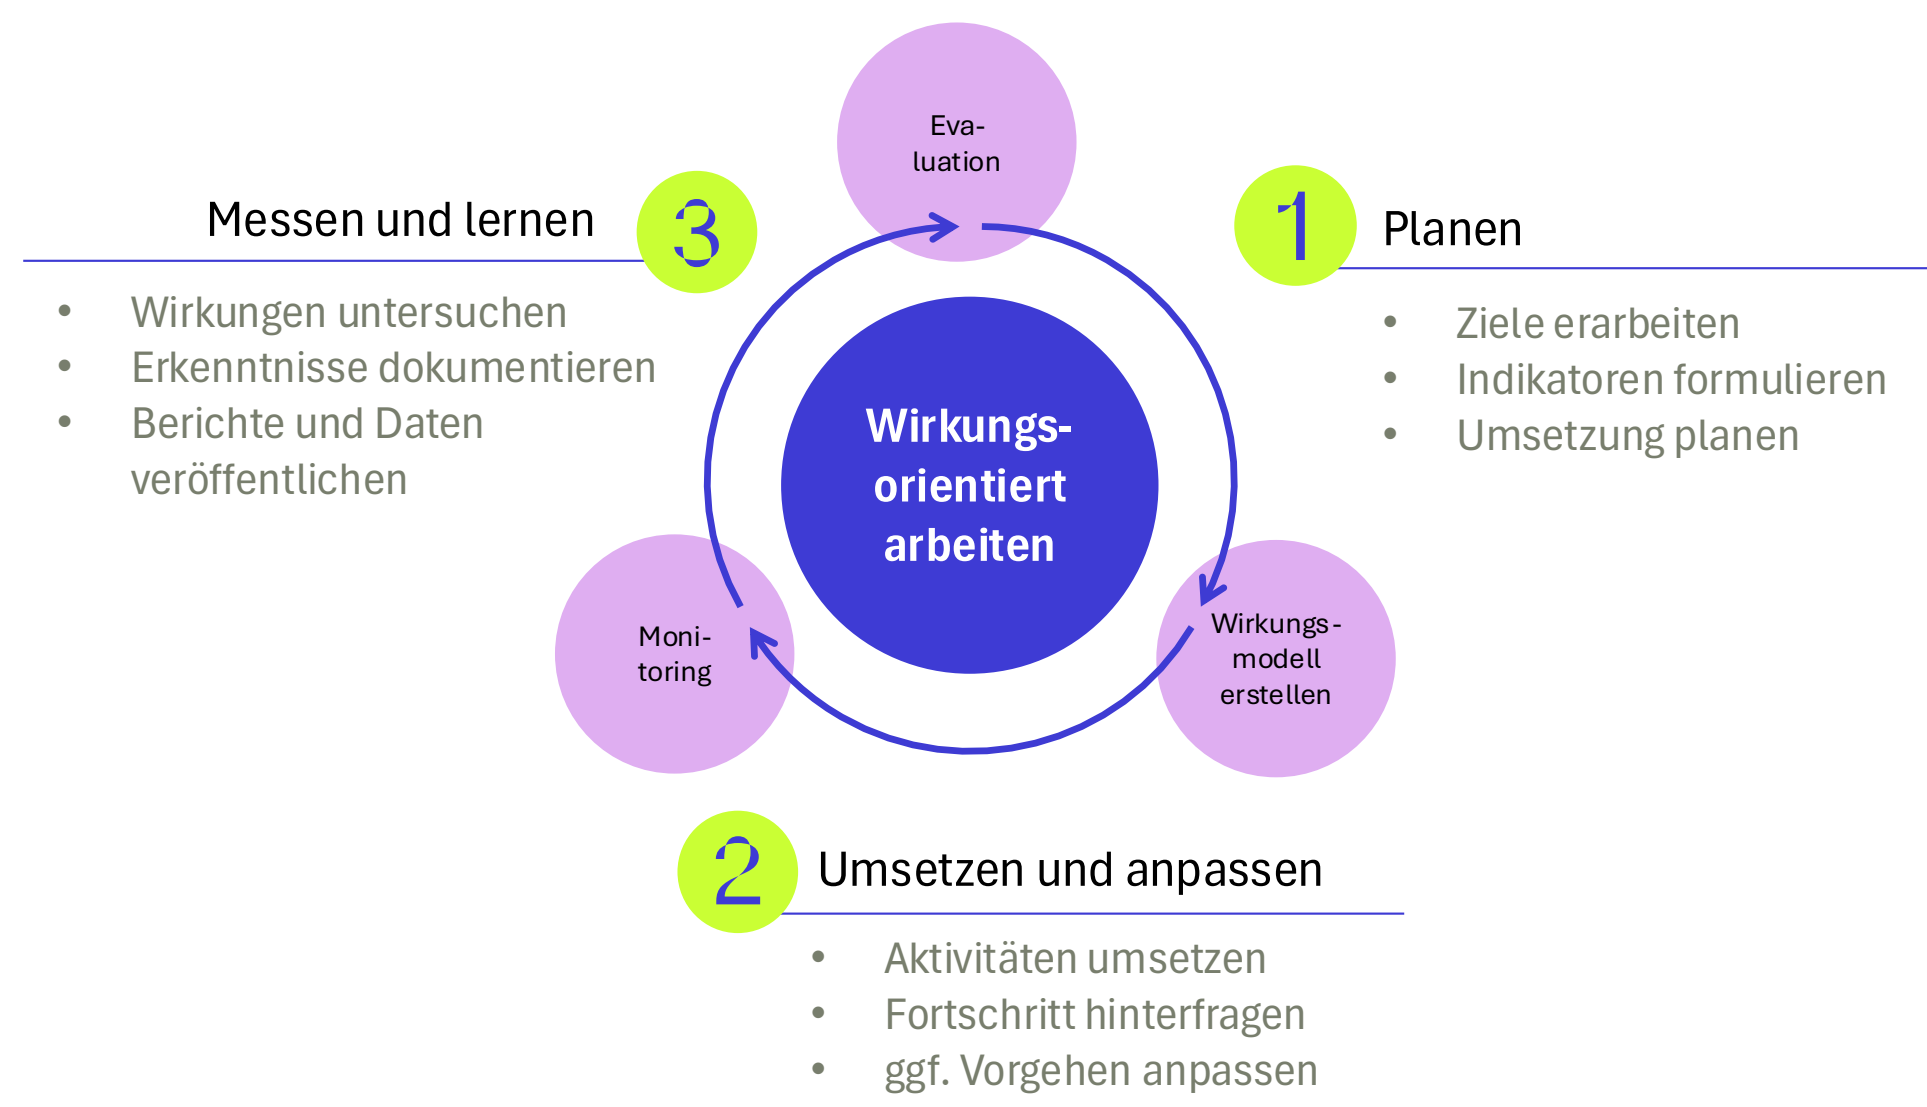 Eva-
luation
3
Messen und lernen
• Wirkungen untersuchen
• Erkenntnisse dokumentieren
• Berichte und Daten
veröffentlichen
1
Planen
• Ziele erarbeiten
• Indikatoren formulieren
• Umsetzung planen
Wirkungs-
orientiert
arbeiten
Moni-
toring
Wirkungs-
modell
erstellen
2
Umsetzen und anpassen
• Aktivitäten umsetzen
• Fortschritt hinterfragen
• ggf. Vorgehen anpassen